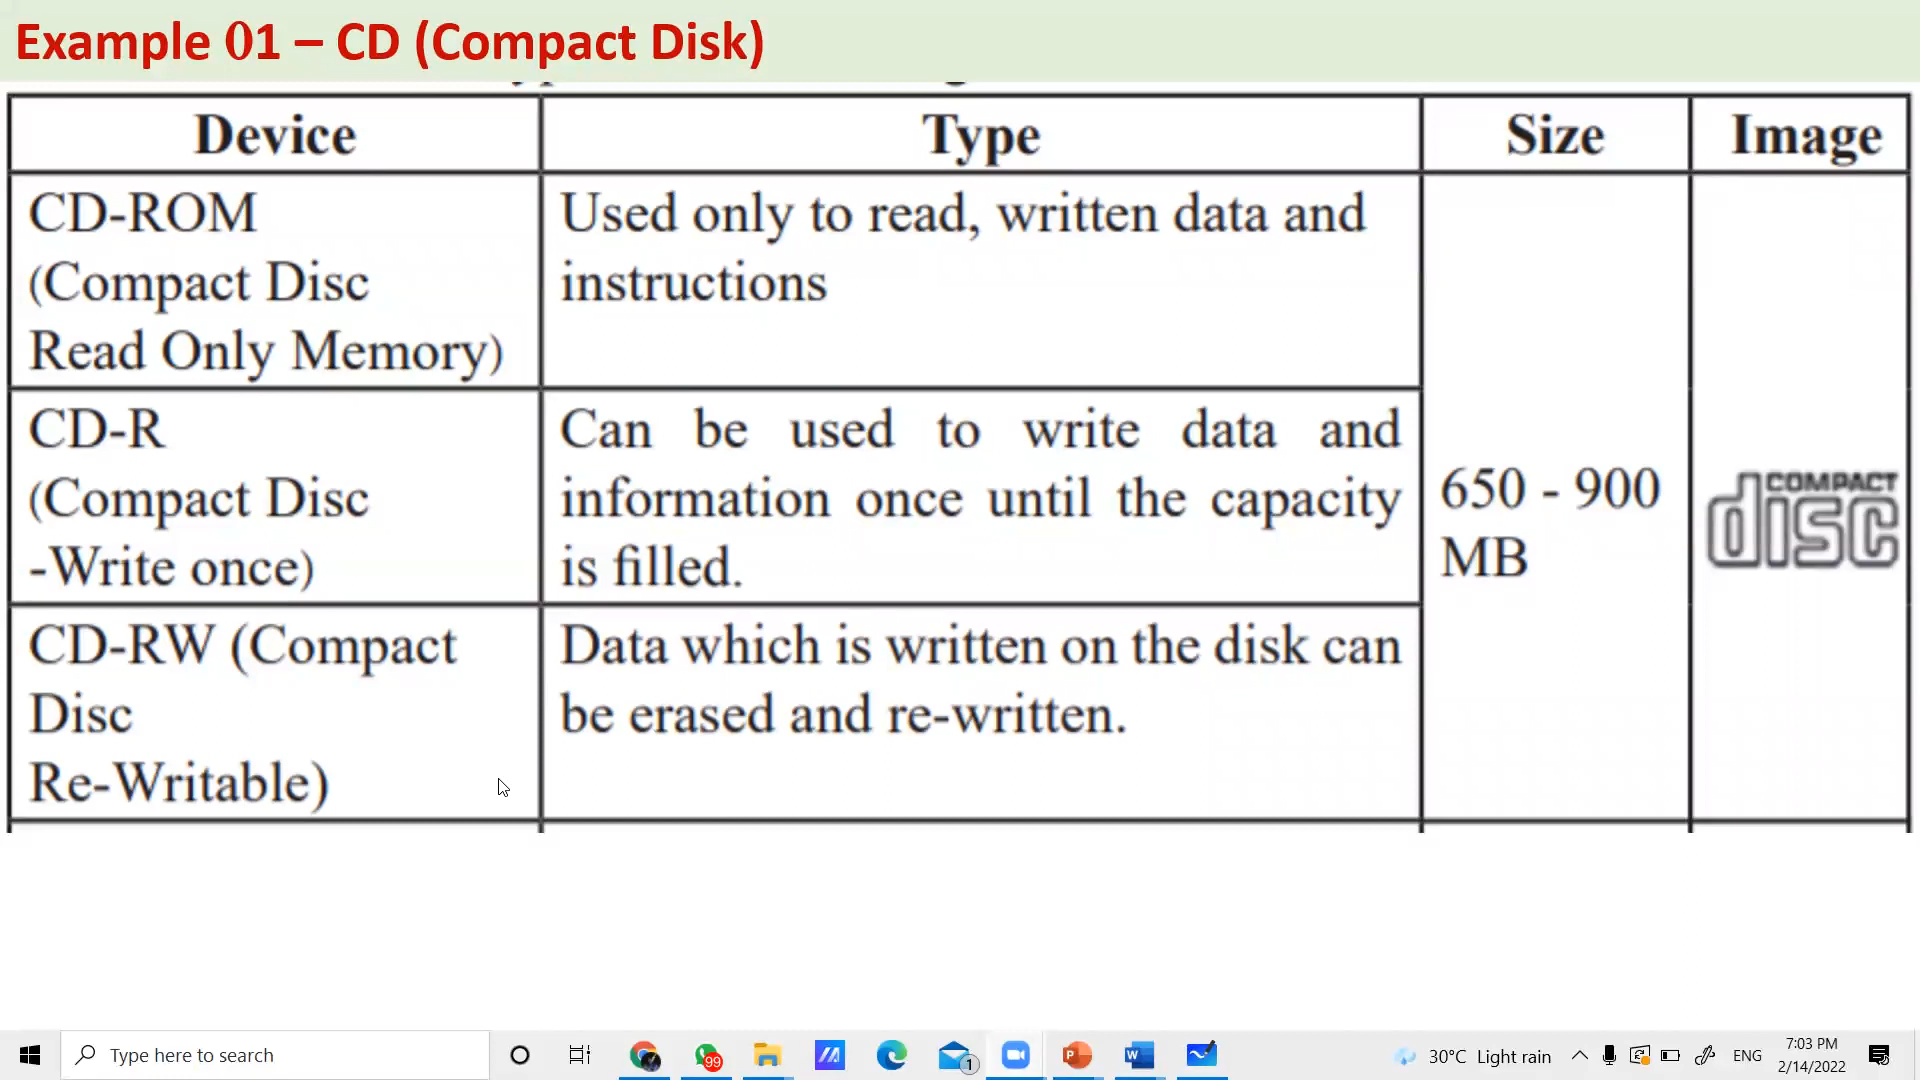 Example 01 – CD (Compact Disk)
Device
Type
Size
Image
CD-ROM
(Compact Disc
Read Only Memory)
Used only to read, written data and
instructions
CD-R
(Compact Disc
-Write once)
Can be used to write data and
information once until the capacity
is filled.
CD-RW (Compact
Disc
Re-Writable)
Data which is written on the disk can
be erased and re-written.
650 - 900
MB
COMPACT
disc
Type here to search
99
1
30°C Light rain
ENG
7:03 PM
2/14/2022